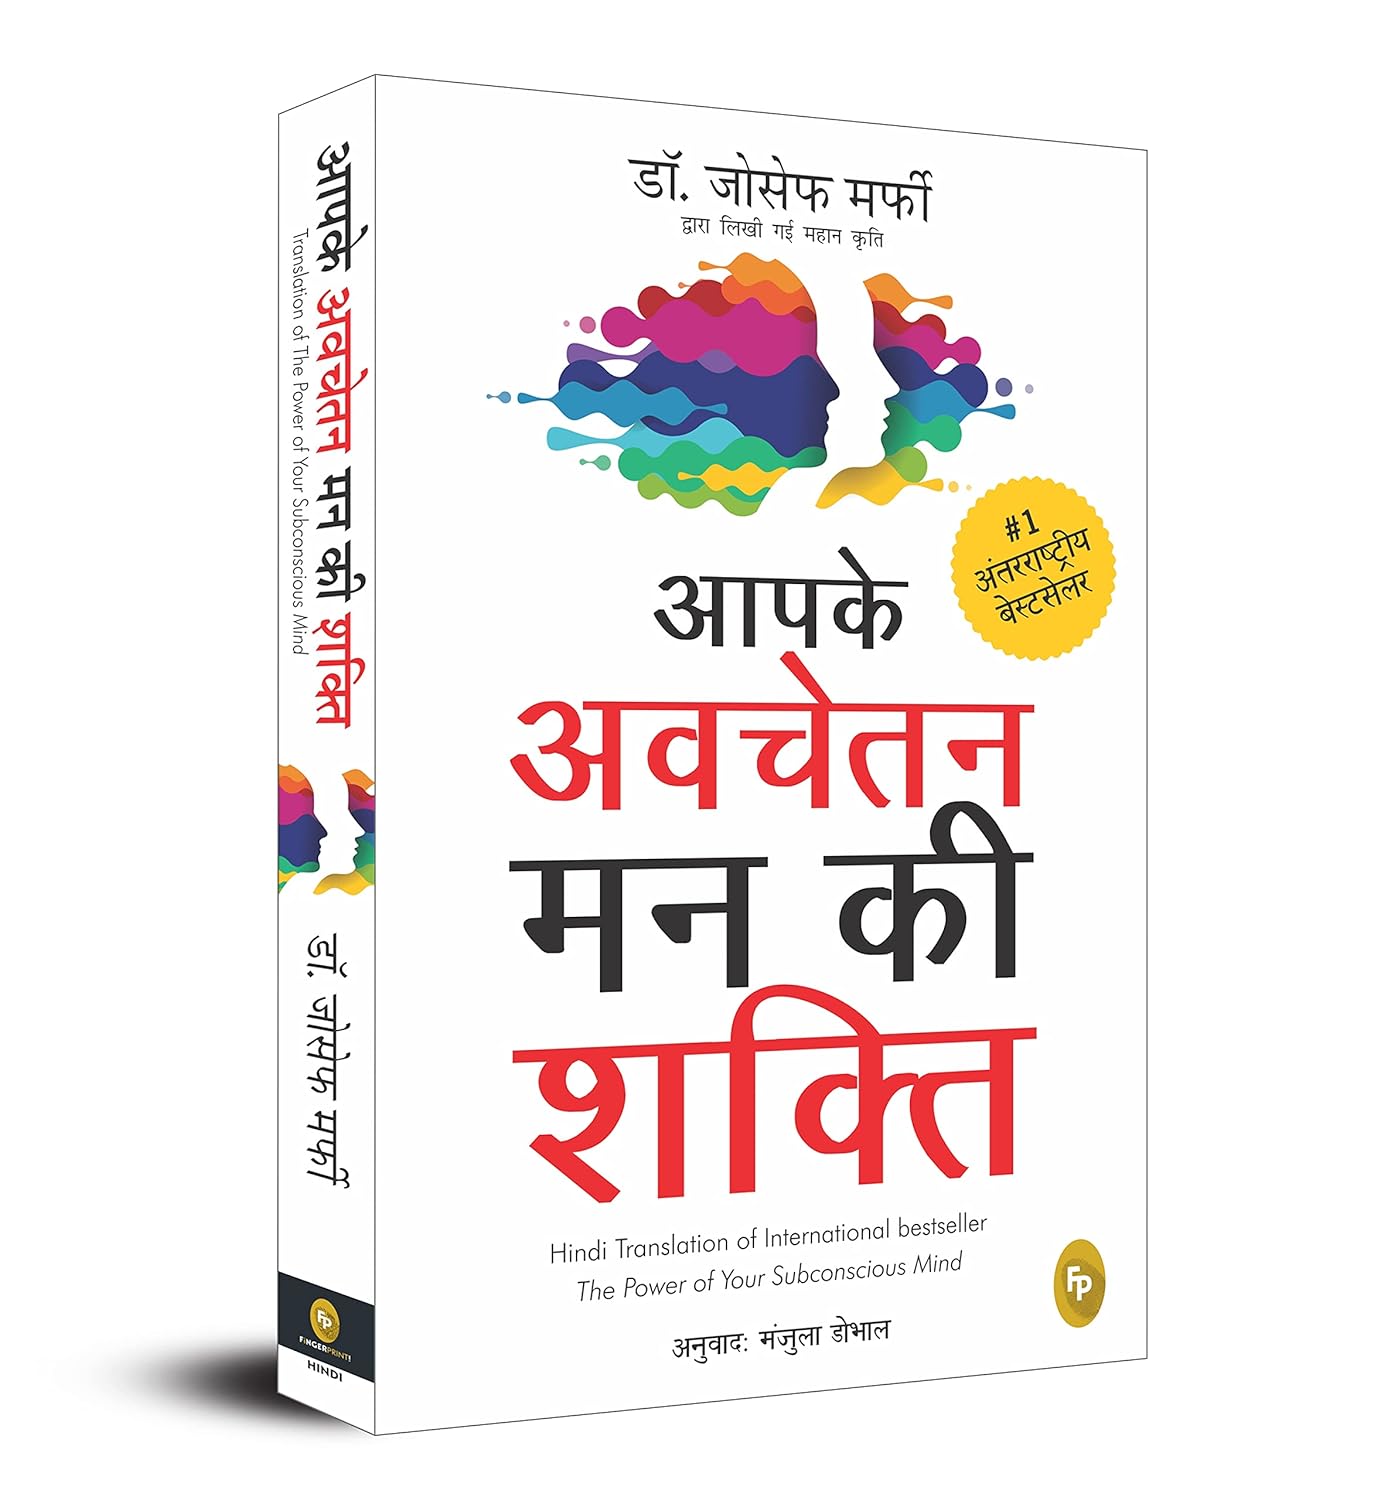 आपके अवचेतन मन की शक्ति
Translation of The Power of Your Subconscious Mind
डॉ. जोसेफ मर्फी
FP
FINGERPRINT!
HINDI
डॉ. जोसेफ मर्फी
द्वारा लिखी गई महान कृति
#1
अंतरराष्ट्रीय
बेस्टसेलर
आपके
अवचेतन
मन की
शक्ति
Hindi Translation of International bestseller
The Power of Your Subconscious Mind
अनुवाद: मंजुला डोभाल
FP